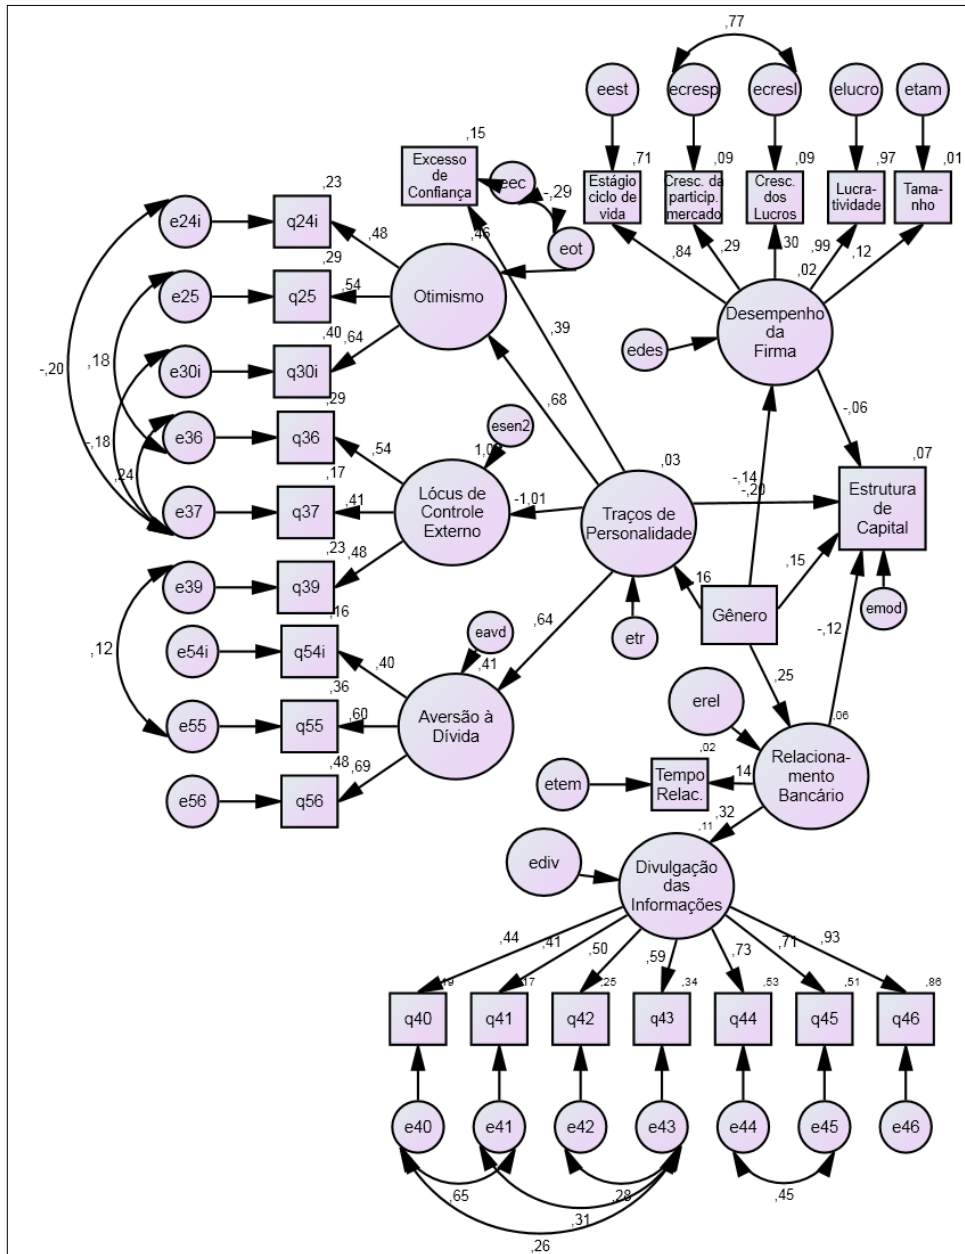 ,77
eest
ecresp
ecresl
elucro
etam
,15
Excesso
de
Confiança
eec
-,29
eot
,71
Estágio
ciclo de
vida
,09
Cresc. da
particip.
mercado
,09
Cresc.
dos
Lucros
,97
Lucra-
tividade
,01
Tama-
nho
,84
,29
,30
,99
,12
,02
Desempenho
da
Firma
edes
e24i
,23
q24i
,48
,46
Otimismo
e25
,29
q25
,54
e30i
,40
q30i
,64
,39
,68
-,20
,18
-,18
,24
e36
,29
q36
,54
esen2
Lócus de
Controle
Externo
e37
,17
q37
,41
-1,01
,03
Traços de
Personalidade
-,14
-,20
-,06
,07
Estrutura
de
Capital
e39
,23
q39
,48
,12
e54i
,16
q54i
,40
eavd
,41
Aversão à
Dívida
,64
etr
,16
Gênero
,15
emod
-,12
,25
e55
,36
q55
,60
e56
,48
q56
,69
erel
,06
Relaciona-
mento
Bancário
etem
,02
Tempo
Relac.
,14
,32
ediv
,11
Divulgação
das
Informações
,44
,41
,50
,59
,73
,71
,93
,19
,17
,25
,34
,53
,51
,86
q40
q41
q42
q43
q44
q45
q46
e40
e41
e42
e43
e44
e45
e46
,65
,28
,45
,31
,26